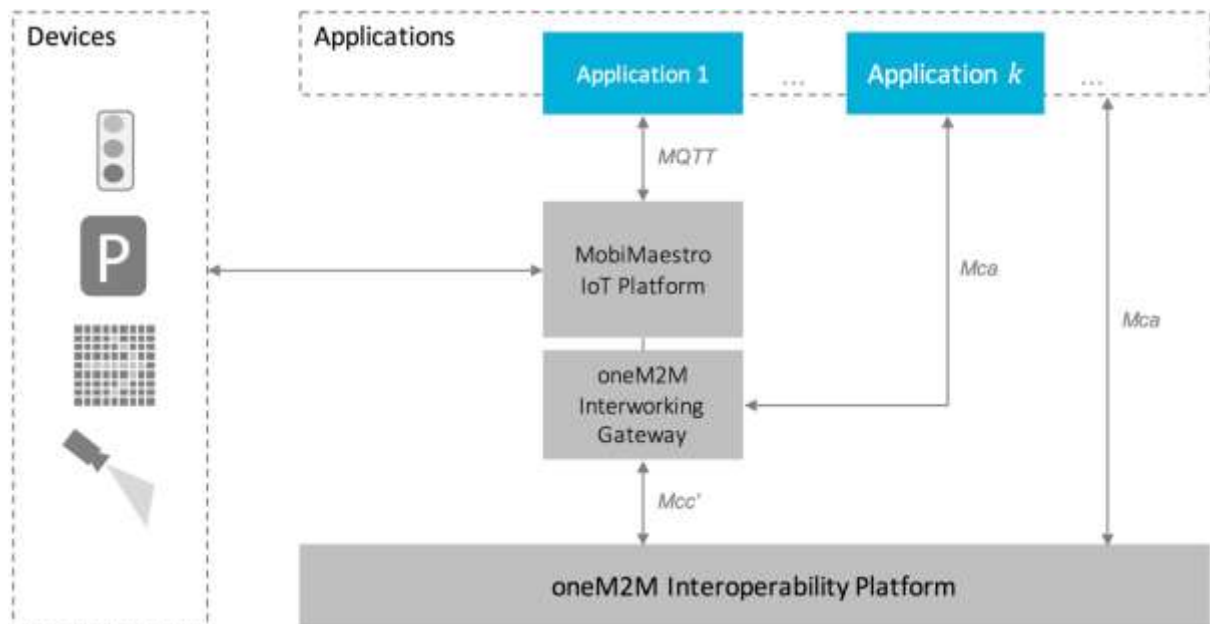 Devices
Applications
Application 1
...
Application k
...
MQTT
P
MobiMaestro
IoT Platform
Mca
Mca
oneM2M
Interworking
Gateway
Mcc'
oneM2M Interoperability Platform